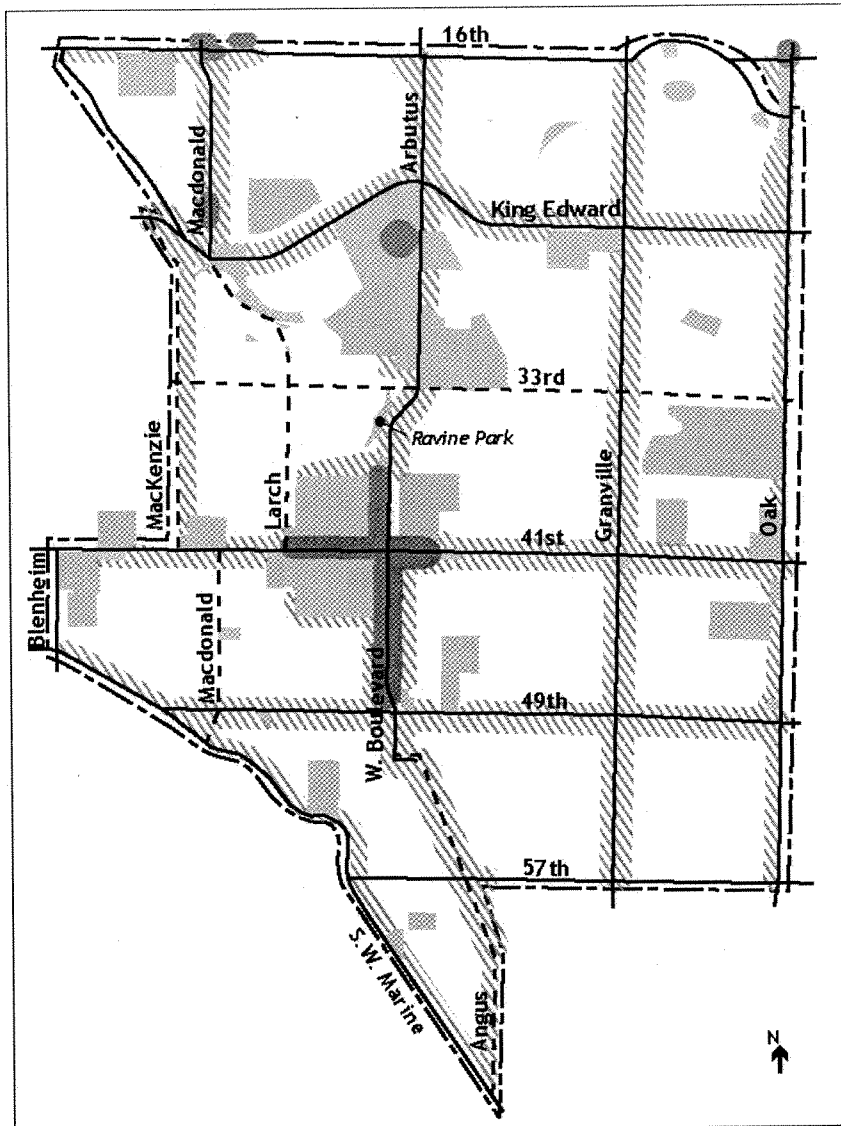 16th
Macdonald
Arbutus
King Edward
33rd
Ravine Park
MacKenzie
Larch
Granville
Oak
41st
Blenheim
Macdonald
W. Boulevard
49th
57th
S. W. Marine
Angus
N